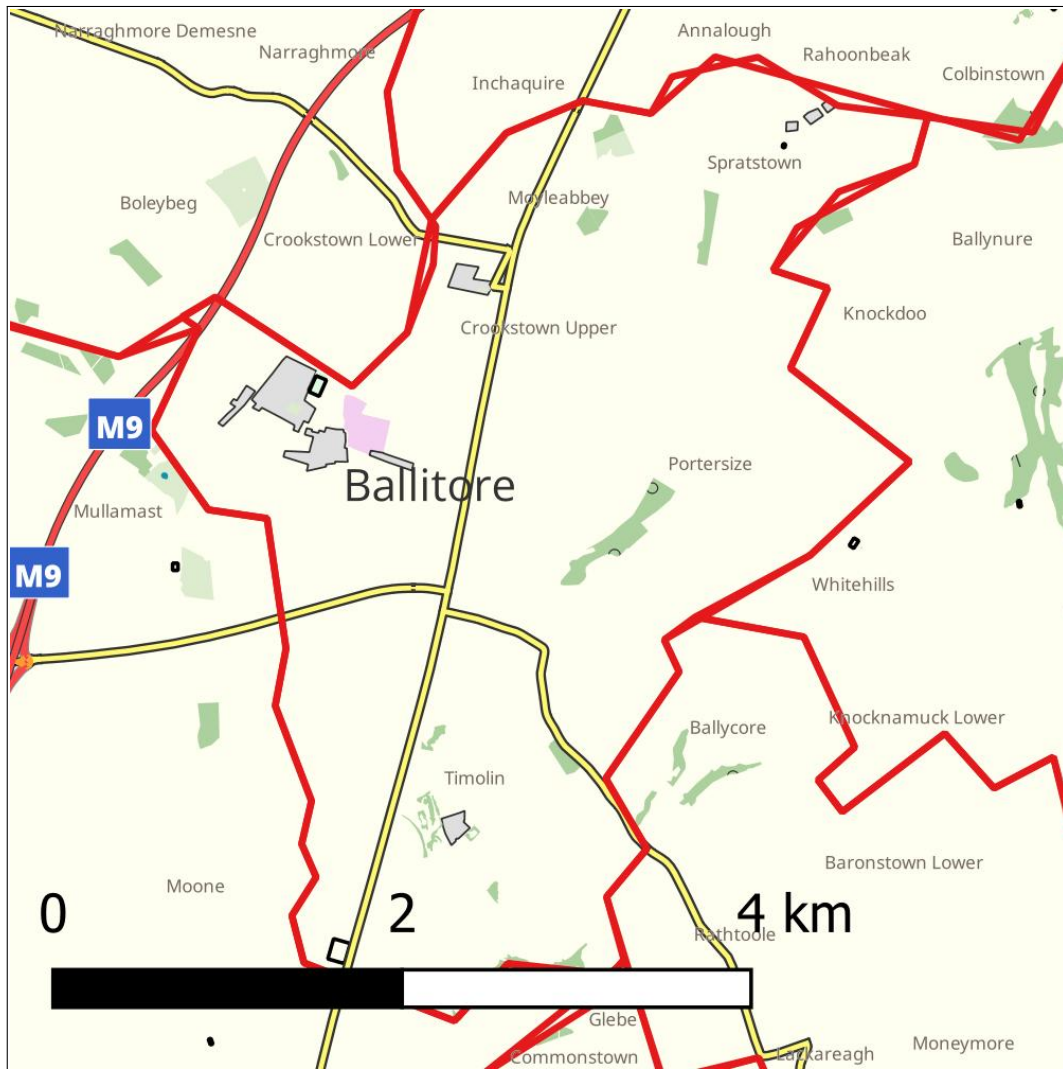 Narraghmore Demesne
Narraghmore
Annalough
Rahoonbeak
Colbinstown
Inchaquire
Spratstown
Boleybeg
Moyleabbey
Crookstown Lower
Ballynure
Knockdoo
Crookstown Upper
M9
Ballitore
Portersize
Mullamast
M9
Whitehills
Knocknamuck Lower
Ballycore
Timolin
Baronstown Lower
Moone
0
2
4 km
Rathtoole
Glebe
Commonstown
Lackareagh
Moneymore